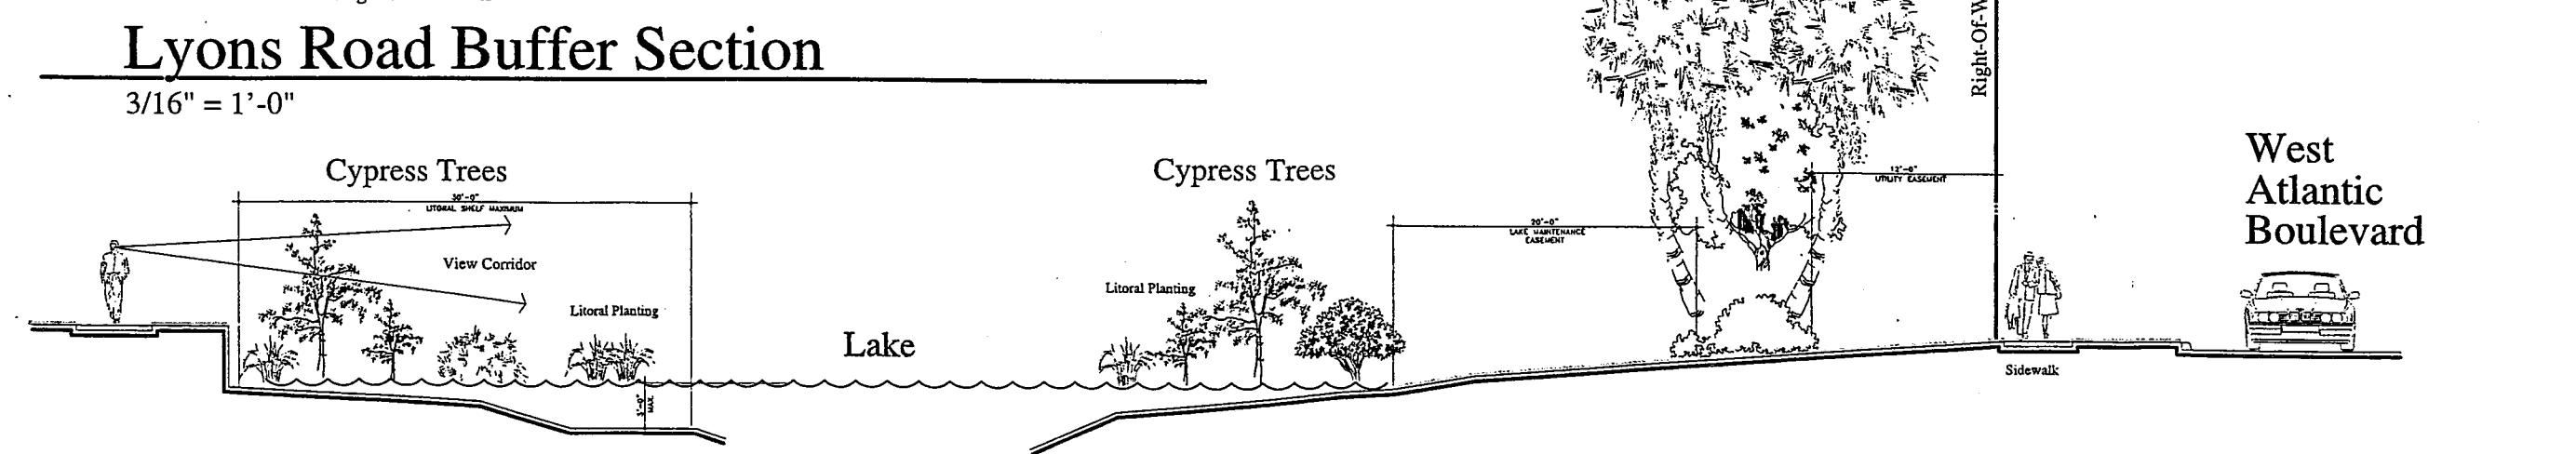 Lyons Road Buffer Section
3/16" = 1'-0"
Right-Of-W
Cypress Trees
30'-0"
LITORAL SHELF MAXIMUM
View Corridor
Litoral Planting
3'-0"
MAX.
Lake
Cypress Trees
Litoral Planting
20'-0"
LAKE MAINTENANCE
EASEMENT
12'-0"
UTILITY EASEMENT
Sidewalk
West
Atlantic
Boulevard